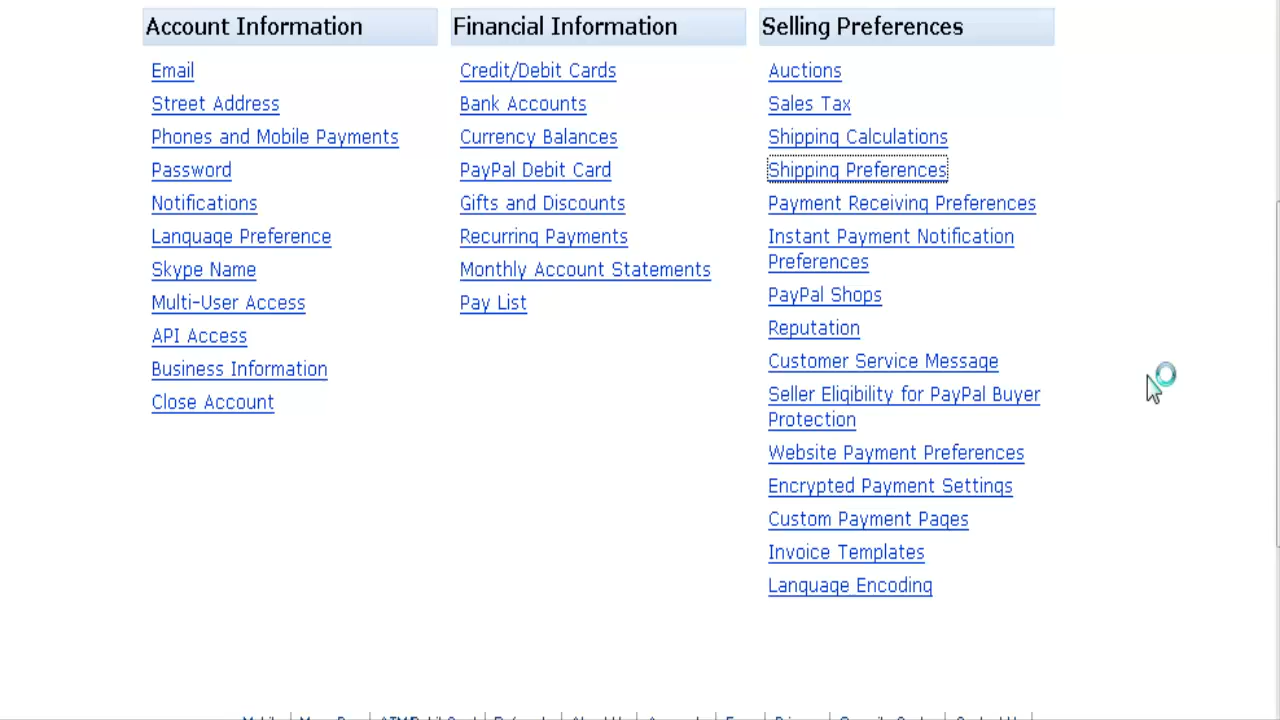 Account Information
Email
Street Address
Phones and Mobile Payments
Password
Notifications
Language Preference
Skype Name
Multi-User Access
API Access
Business Information
Close Account
Financial Information
Credit/Debit Cards
Bank Accounts
Currency Balances
PayPal Debit Card
Gifts and Discounts
Recurring Payments
Monthly Account Statements
Pay List
Selling Preferences
Auctions
Sales Tax
Shipping Calculations
Shipping Preferences
Payment Receiving Preferences
Instant Payment Notification
Preferences
PayPal Shops
Reputation
Customer Service Message
Seller Eligibility for PayPal Buyer
Protection
Website Payment Preferences
Encrypted Payment Settings
Custom Payment Pages
Invoice Templates
Language Encoding